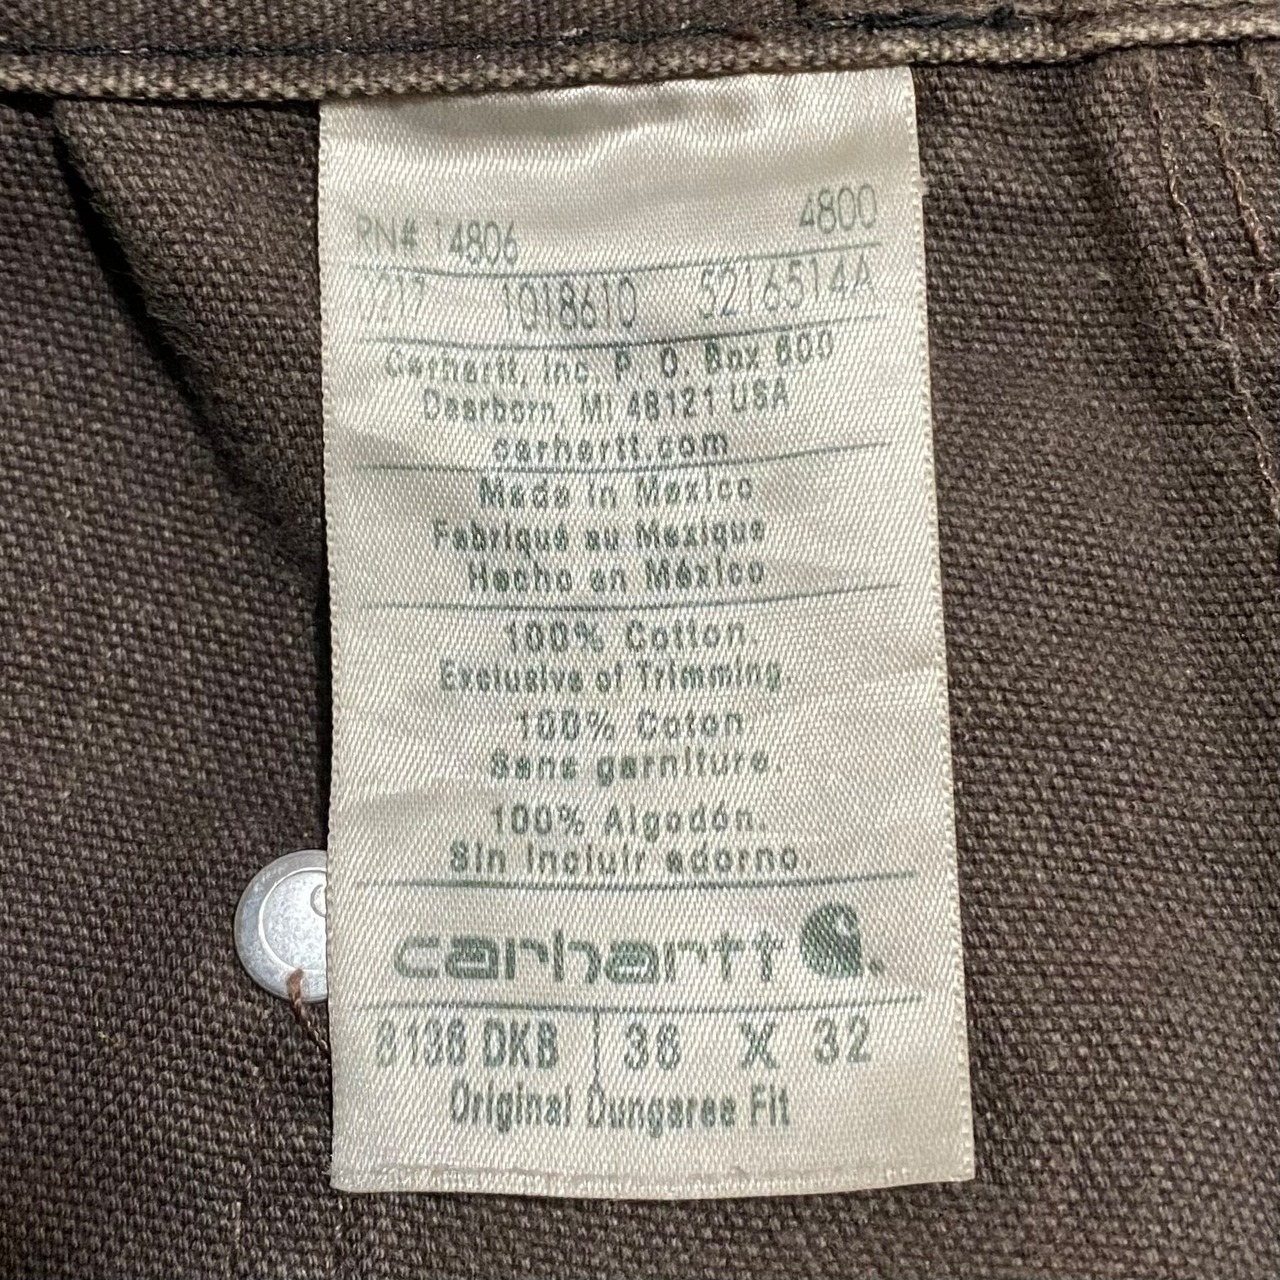 RN# 14806 4800
0217 1018610 5216514A
Carhartt, Inc. P. O. Box 600
Dearborn, MI 48121 USA
carhartt.com
Made in Mexico
Fabriqué au Mexique
Hecho en México
100% Cotton.
Exclusive of Trimming.
100% Coton
Sans garniture.
100% Algodón.
Sin incluir adorno.
carhartt
8136 DKB 36 X 32
Original Dungaree Fit